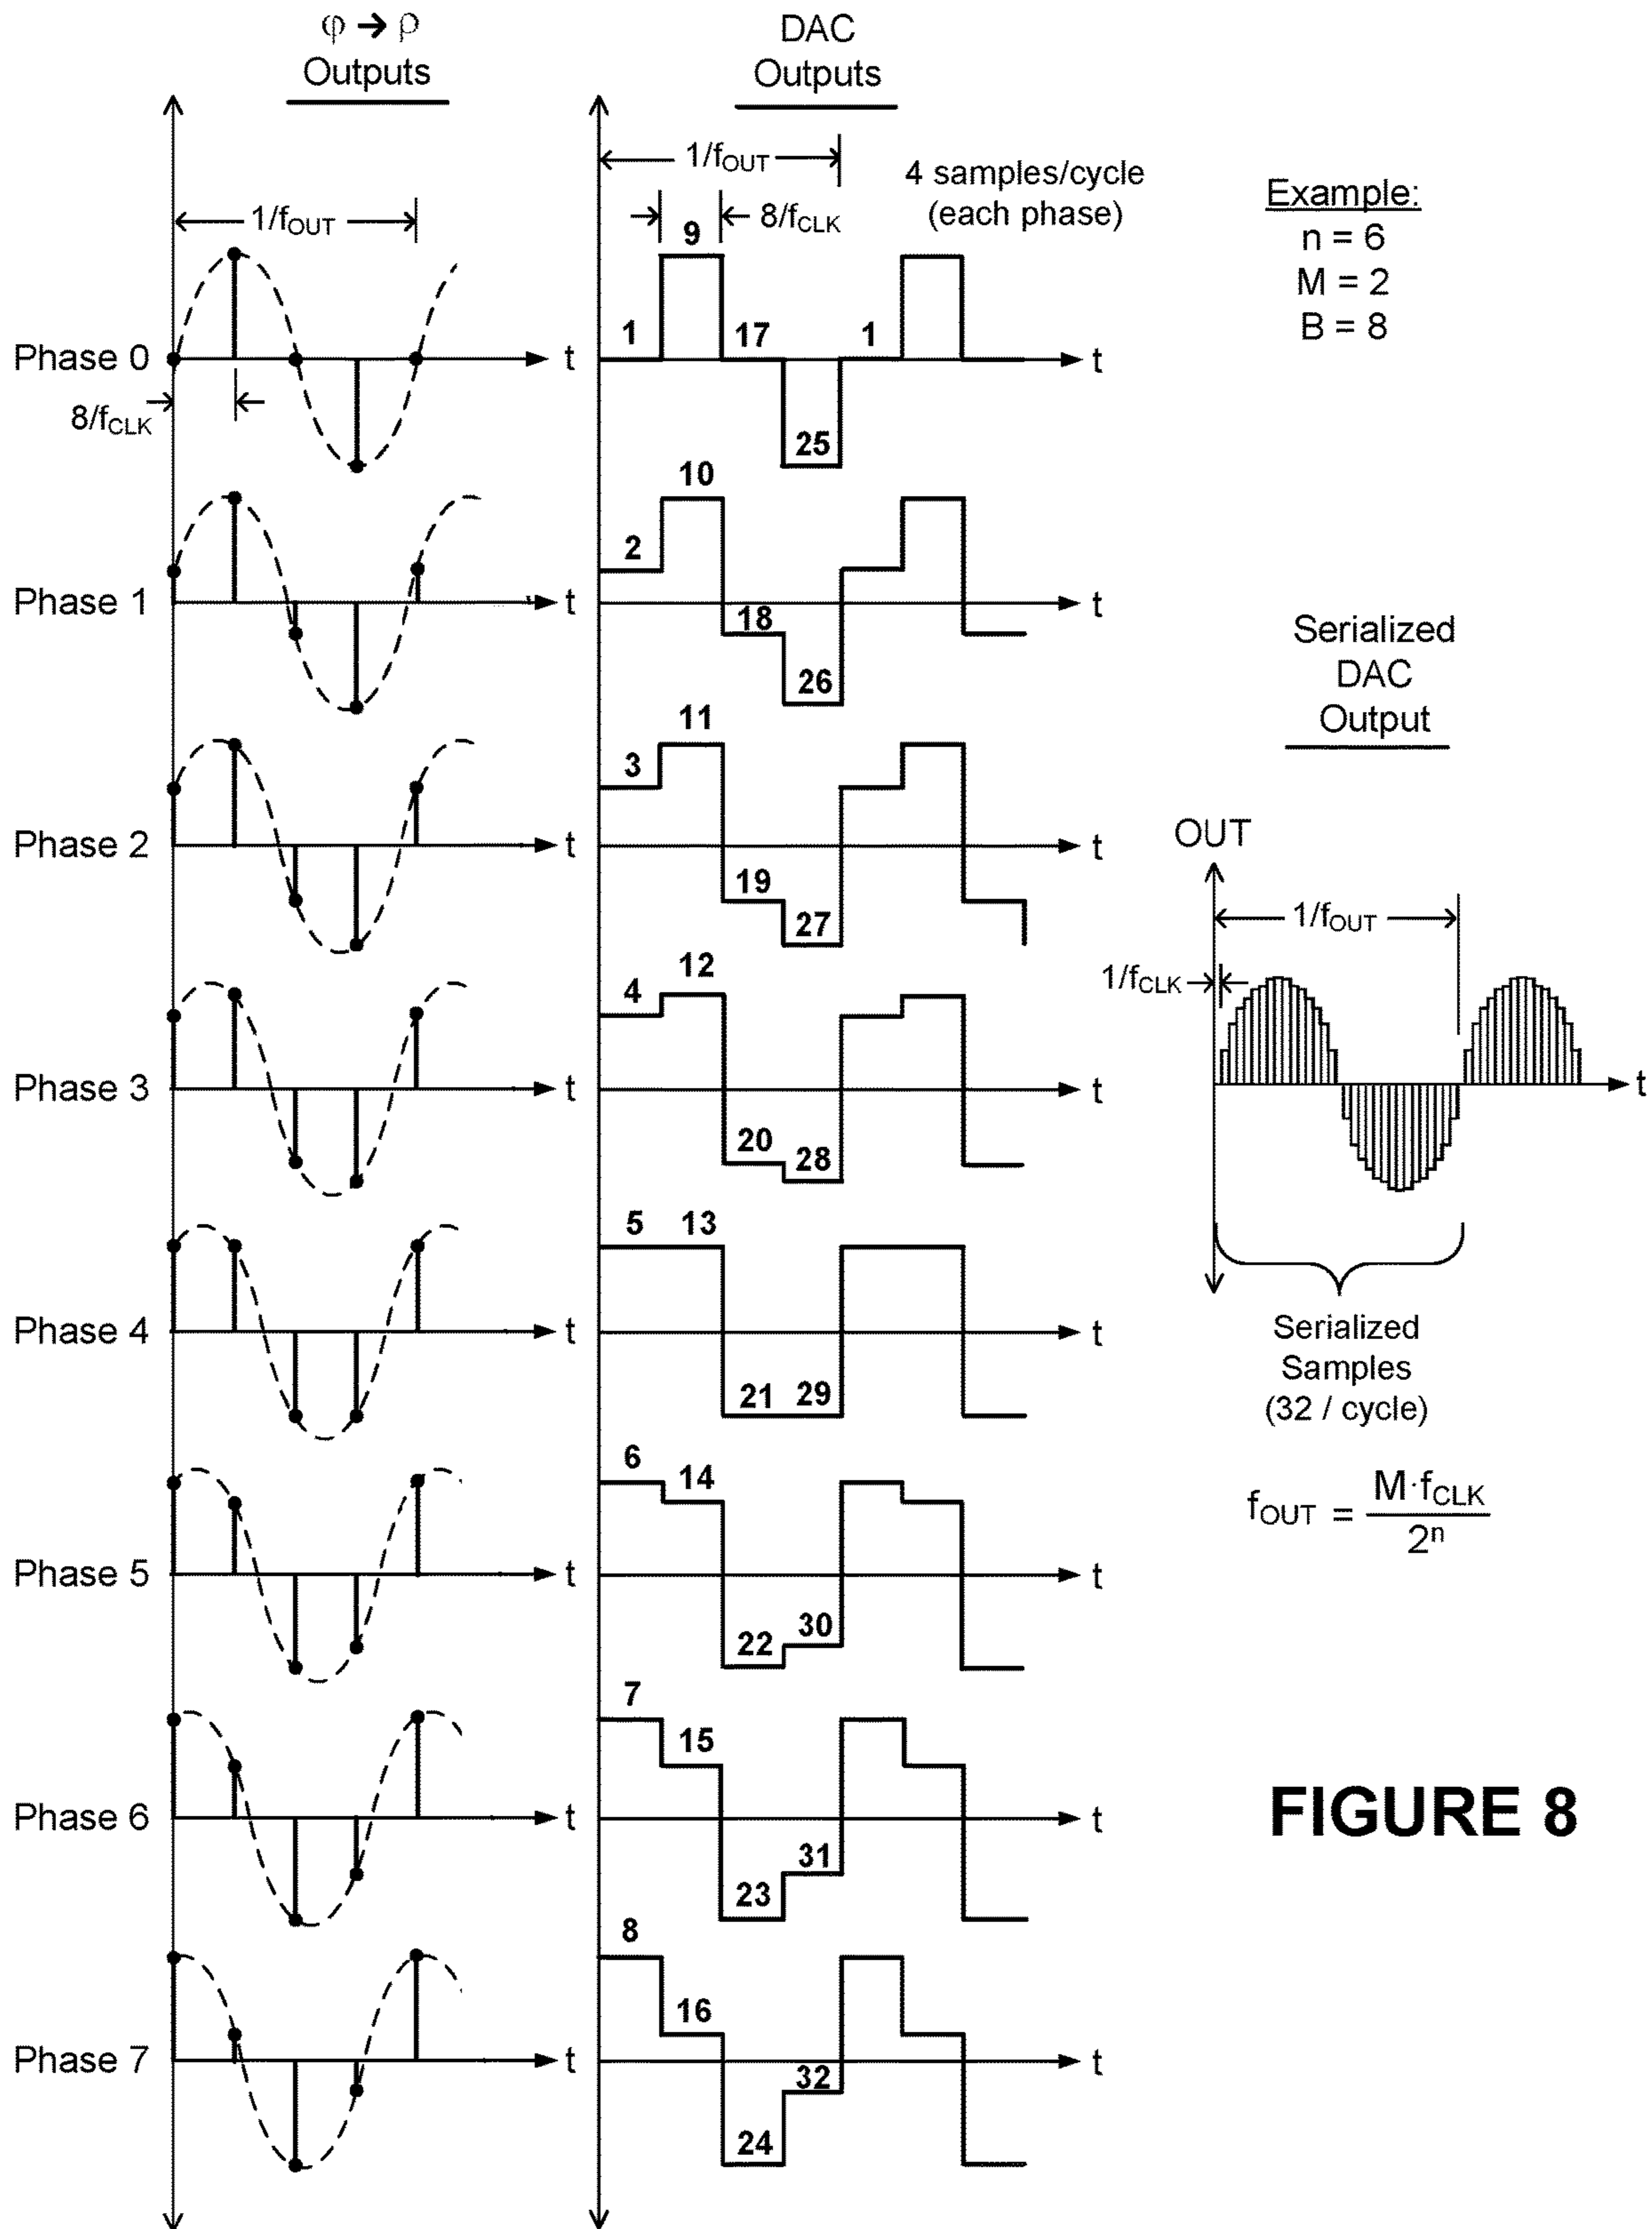 φ → ρ
Outputs
DAC
Outputs
1/fOUT
1/fOUT
4 samples/cycle
(each phase)
8/fCLK
Example:
n = 6
M = 2
B = 8
9
1
17
1
25
Phase 0
t
t
8/fCLK
10
2
18
26
Phase 1
t
t
11
3
19
27
Phase 2
t
t
12
4
20
28
Phase 3
t
t
5
13
21
29
Phase 4
t
t
6
14
22
30
Phase 5
t
t
7
15
23
31
Phase 6
t
t
8
16
24
32
Phase 7
t
t
Serialized
DAC
Output
OUT
1/fOUT
1/fCLK
t
Serialized
Samples
(32 / cycle)
fOUT = M·fCLK / 2ⁿ
FIGURE 8